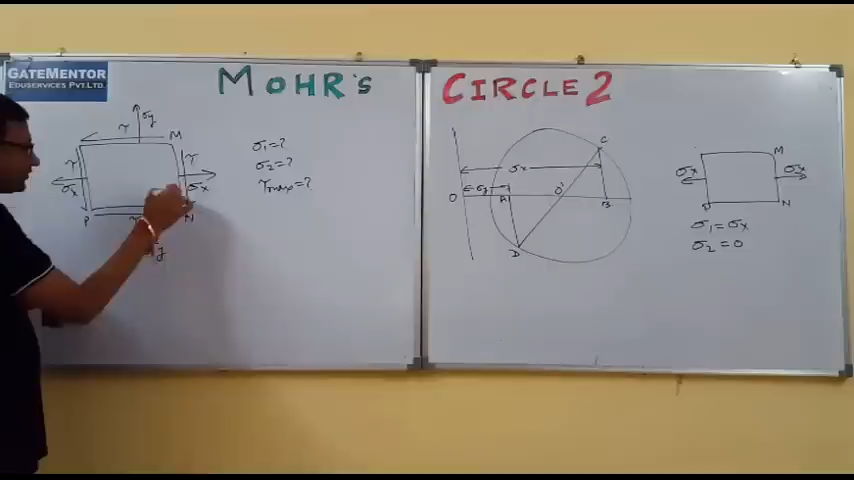 GATEMENTOR
EDUSERVICES PVT.LTD.
MOHR'S
CIRCLE 2
τ σy M
τ τ
σx σx
P N
σ1=?
σ2=?
τmax=?
C
σx
σy
O A O' B
D
M
σx σx
P N
σ1=σx
σ2=0